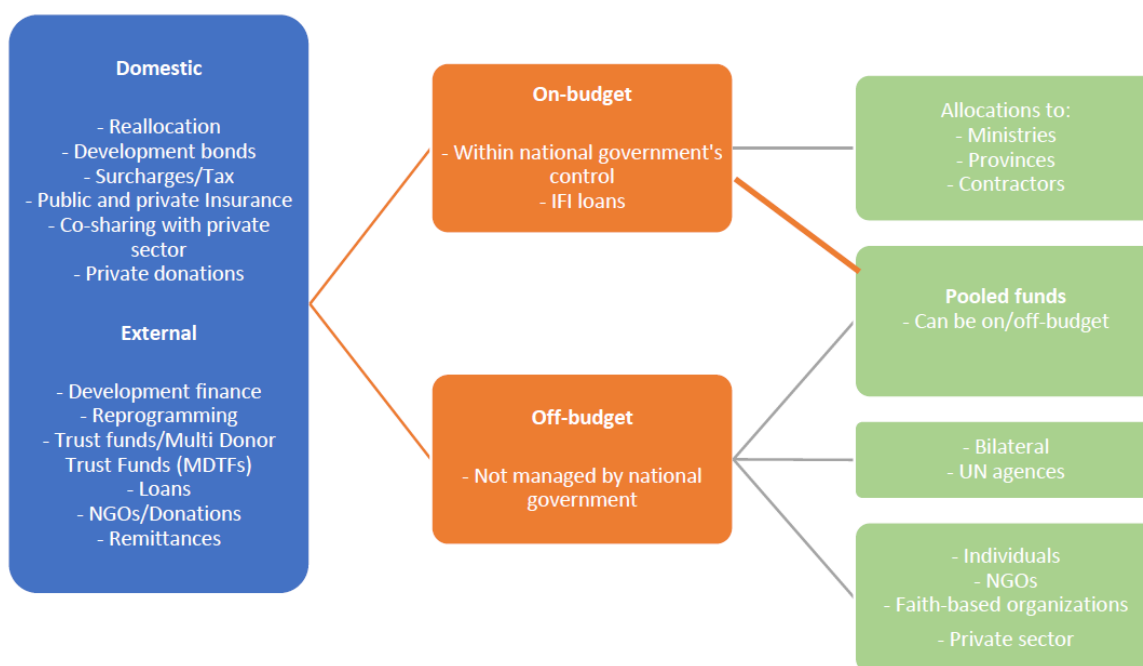 Domestic
- Reallocation
- Development bonds
- Surcharges/Tax
- Public and private Insurance
- Co-sharing with private
sector
- Private donations
External
- Development finance
- Reprogramming
- Trust funds/Multi Donor
Trust Funds (MDTFs)
- Loans
- NGOs/Donations
- Remittances
On-budget
- Within national government's
control
- IFI loans
Off-budget
- Not managed by national
government
Allocations to:
- Ministries
- Provinces
- Contractors
Pooled funds
- Can be on/off-budget
- Bilateral
- UN agences
- Individuals
- NGOs
- Faith-based organizations
- Private sector